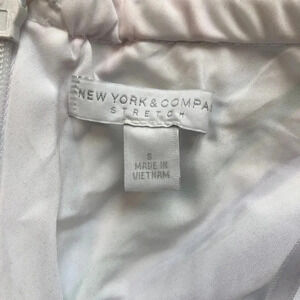 NEW YORK & COMPA
STRETCH
S
MADE IN
VIETNAM